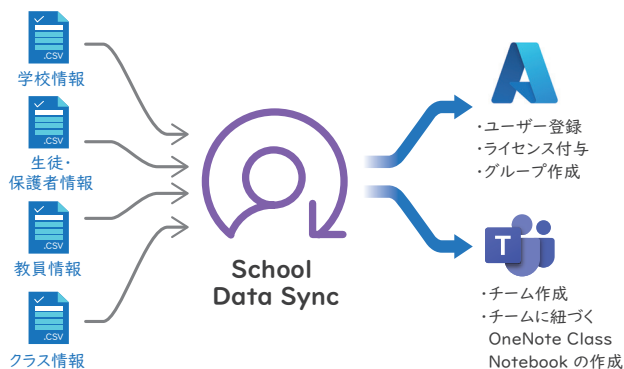 .CSV
学校情報
.CSV
生徒・
保護者情報
.CSV
教員情報
.CSV
クラス情報
School
Data Sync
・ユーザー登録
・ライセンス付与
・グループ作成
T
・チーム作成
・チームに紐づく
OneNote Class
Notebook の作成